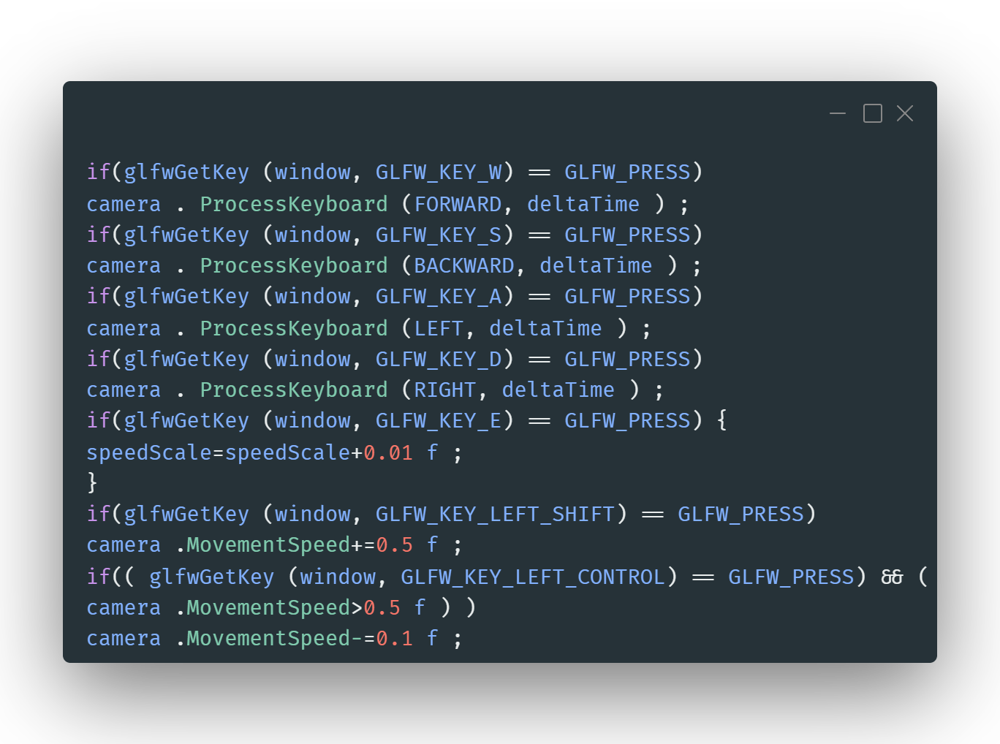 if(glfwGetKey (window, GLFW_KEY_W) == GLFW_PRESS)
camera . ProcessKeyboard (FORWARD, deltaTime ) ;
if(glfwGetKey (window, GLFW_KEY_S) == GLFW_PRESS)
camera . ProcessKeyboard (BACKWARD, deltaTime ) ;
if(glfwGetKey (window, GLFW_KEY_A) == GLFW_PRESS)
camera . ProcessKeyboard (LEFT, deltaTime ) ;
if(glfwGetKey (window, GLFW_KEY_D) == GLFW_PRESS)
camera . ProcessKeyboard (RIGHT, deltaTime ) ;
if(glfwGetKey (window, GLFW_KEY_E) == GLFW_PRESS) {
speedScale=speedScale+0.01 f ;
}
if(glfwGetKey (window, GLFW_KEY_LEFT_SHIFT) == GLFW_PRESS)
camera .MovementSpeed+=0.5 f ;
if(( glfwGetKey (window, GLFW_KEY_LEFT_CONTROL) == GLFW_PRESS) && (
camera .MovementSpeed>0.5 f ) )
camera .MovementSpeed-=0.1 f ;